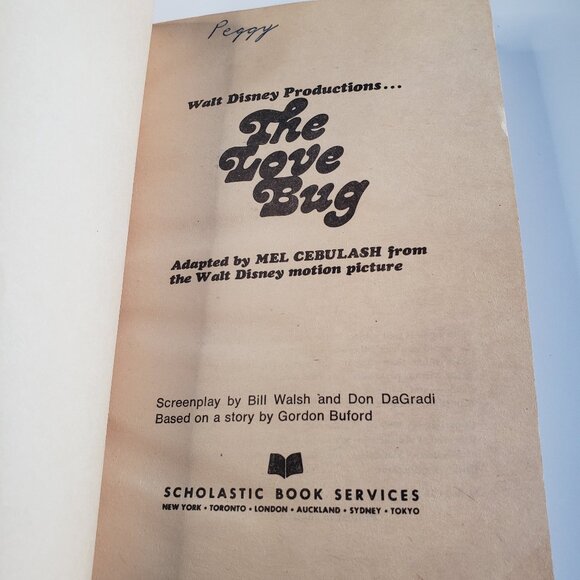 Peggy
Walt Disney Productions...
The
Love
Bug
Adapted by MEL CEBULASH from
the Walt Disney motion picture
Screenplay by Bill Walsh and Don DaGradi
Based on a story by Gordon Buford
SCHOLASTIC BOOK SERVICES
NEW YORK • TORONTO • LONDON • AUCKLAND • SYDNEY • TOKYO